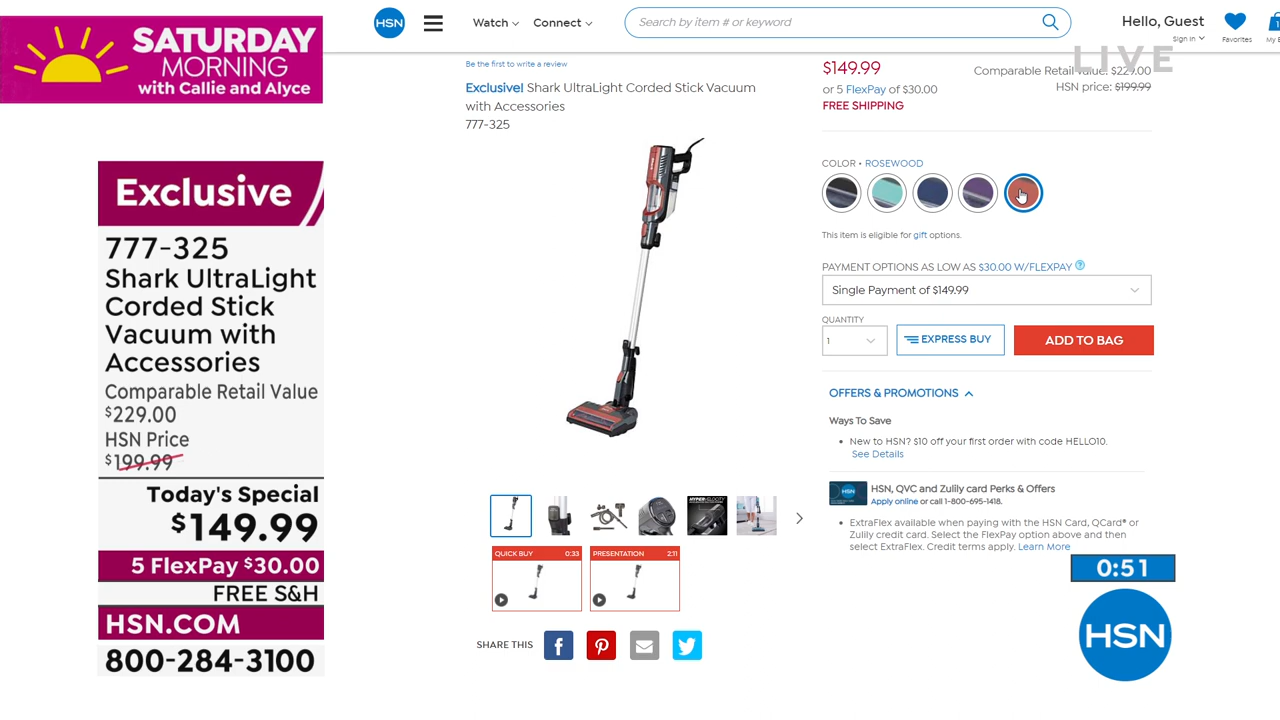 SATURDAY
MORNING
with Callie and Alyce
Exclusive
777-325
Shark UltraLight
Corded Stick
Vacuum with
Accessories
Comparable Retail Value
$229.00
HSN Price
$199.99
Today's Special
$149.99
5 FlexPay $30.00
FREE S&H
HSN.COM
800-284-3100
HSN
Watch
Connect
Search by item # or keyword
Hello, Guest
Sign In
Favorites
1
LIVE
Be the first to write a review
Exclusive! Shark UltraLight Corded Stick Vacuum
with Accessories
777-325
$149.99
or 5 FlexPay of $30.00
FREE SHIPPING
Comparable Retail Value: $229.00
HSN price: $199.99
COLOR • ROSEWOOD
This item is eligible for gift options.
PAYMENT OPTIONS AS LOW AS $30.00 W/FLEXPAY ?
Single Payment of $149.99
QUANTITY
1
EXPRESS BUY
ADD TO BAG
OFFERS & PROMOTIONS
Ways To Save
• New to HSN? $10 off your first order with code HELLO10.
See Details
HSN
HSN, QVC and Zulily card Perks & Offers
Apply online or call 1-800-695-1418.
• ExtraFlex available when paying with the HSN Card, QCard® or
Zulily credit card. Select the FlexPay option above and then
select ExtraFlex. Credit terms apply. Learn More
QUICK BUY 0:33
PRESENTATION 2:11
SHARE THIS
0:51
HSN